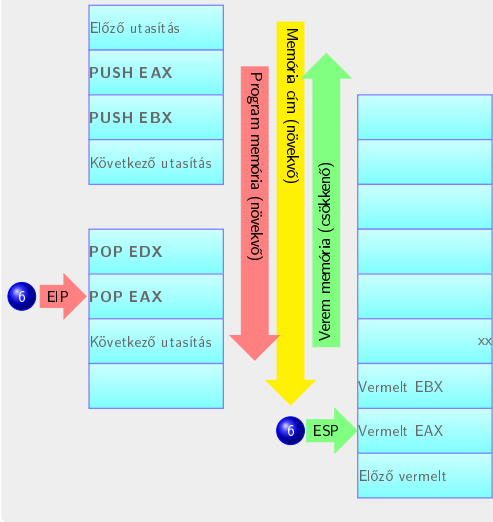 Előző utasítás
PUSH EAX
PUSH EBX
Következő utasítás
POP EDX
6
EIP
POP EAX
Következő utasítás
Program memória (növekvő)
Memória cím (növekvő)
Verem memória (csökkenő)
xx
Vermelt EBX
6
ESP
Vermelt EAX
Előző vermelt